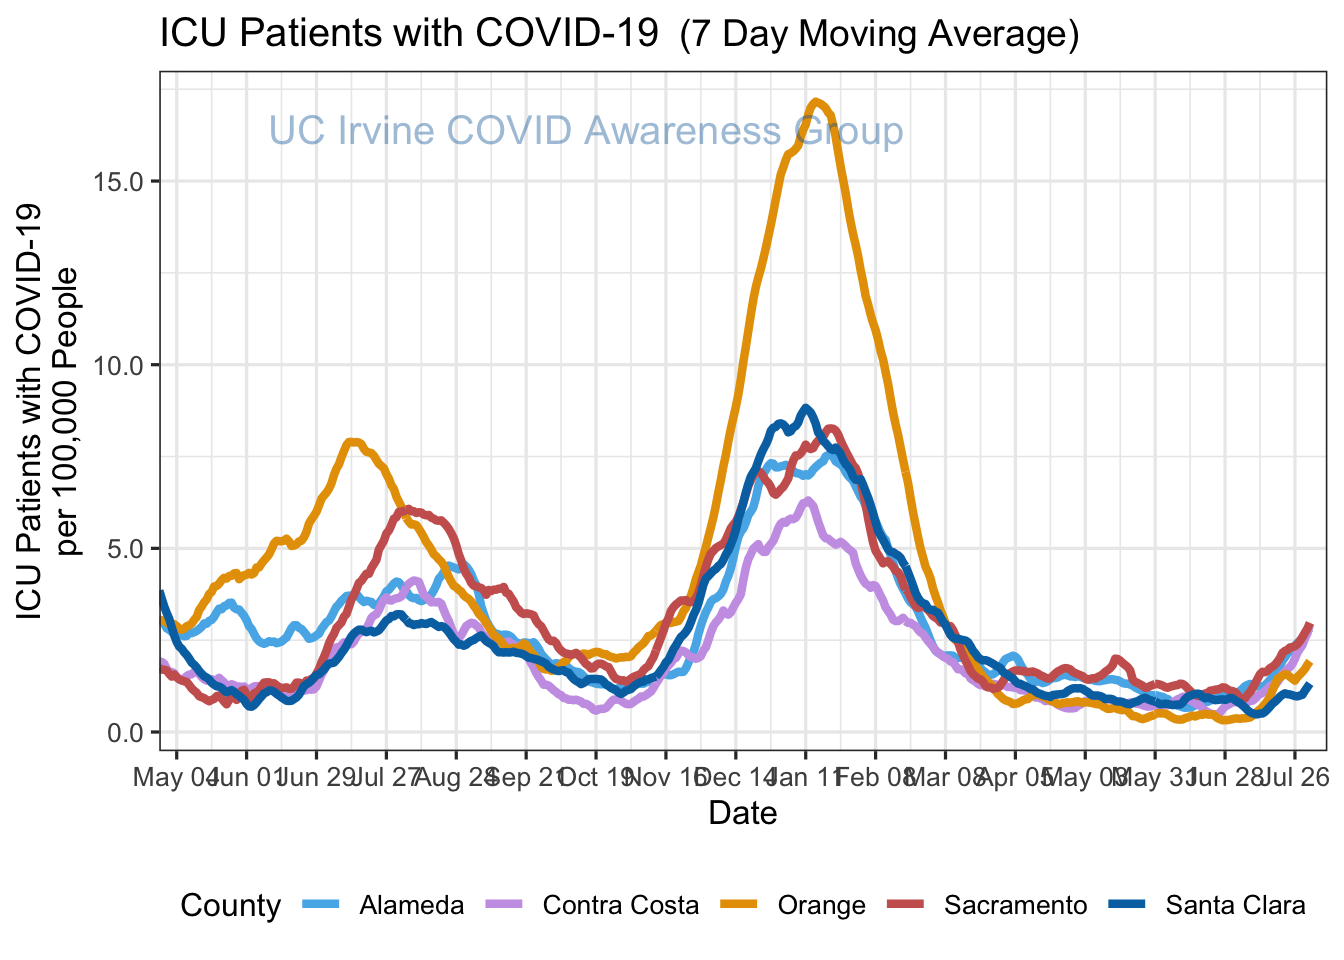 ICU Patients with COVID-19 (7 Day Moving Average)
UC Irvine COVID Awareness Group
ICU Patients with COVID-19
per 100,000 People
15.0
10.0
5.0
0.0
May 04 Jun 01 Jun 29 Jul 27 Aug 24 Sep 21 Oct 19 Nov 16 Dec 14 Jan 11 Feb 08 Mar 08 Apr 05 May 03 May 31 Jun 28 Jul 26
Date
County Alameda Contra Costa Orange Sacramento Santa Clara